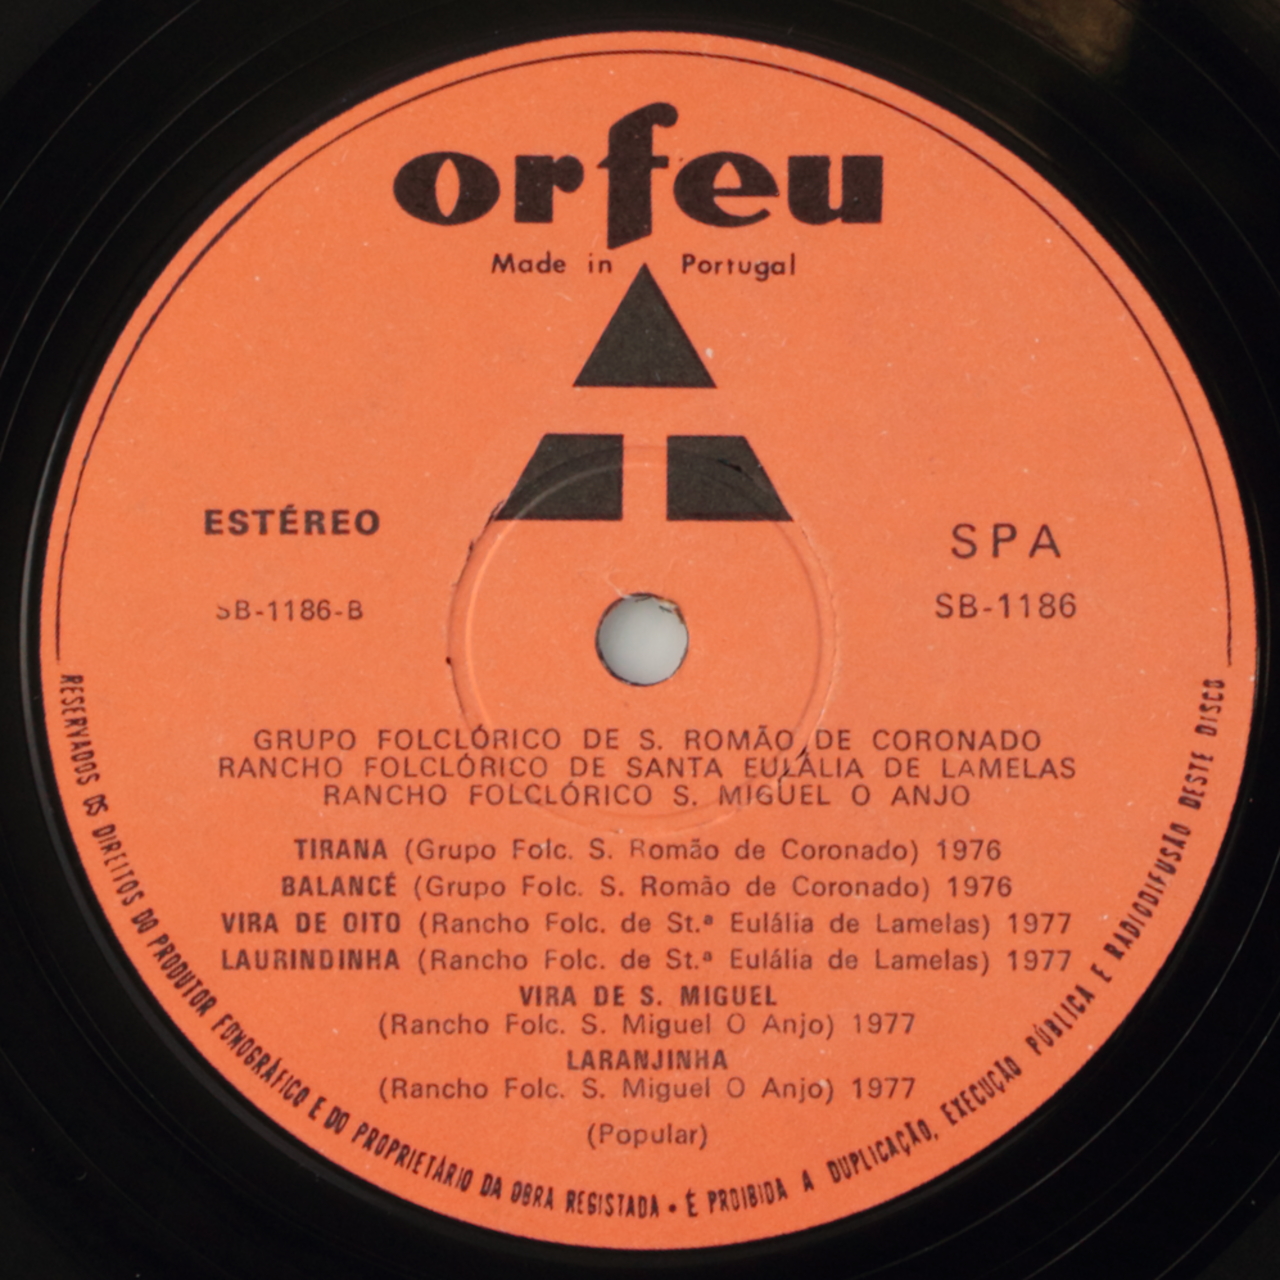 orfeu
Made in Portugal
ESTÉREO
SPA
SB-1186-B
SB-1186
GRUPO FOLCLÓRICO DE S. ROMÃO DE CORONADO
RANCHO FOLCLÓRICO DE SANTA EULÁLIA DE LAMELAS
RANCHO FOLCLÓRICO S. MIGUEL O ANJO
TIRANA (Grupo Folc. S. Romão de Coronado) 1976
BALANCÉ (Grupo Folc. S. Romão de Coronado) 1976
VIRA DE OITO (Rancho Folc. de St.ª Eulália de Lamelas) 1977
LAURINDINHA (Rancho Folc. de St.ª Eulália de Lamelas) 1977
VIRA DE S. MIGUEL
(Rancho Folc. S. Miguel O Anjo) 1977
LARANJINHA
(Rancho Folc. S. Miguel O Anjo) 1977
(Popular)
RESERVADOS OS DIREITOS DO PRODUTOR FONOGRÁFICO E DO PROPRIETÁRIO DA OBRA REGISTADA • É PROIBIDA A DUPLICAÇÃO, EXECUÇÃO PÚBLICA E RADIODIFUSÃO DESTE DISCO